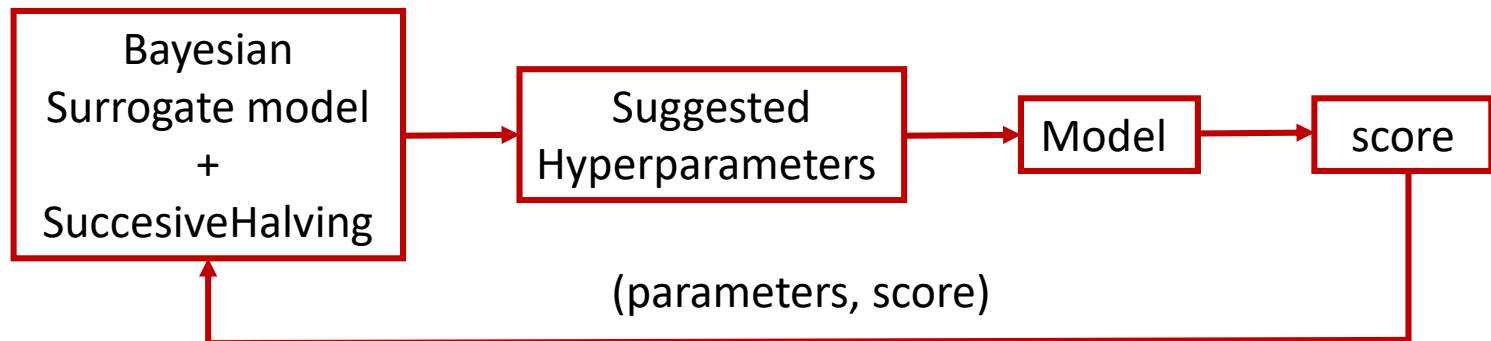 Bayesian
Surrogate model
+
SuccesiveHalving
Suggested
Hyperparameters
Model
score
(parameters, score)